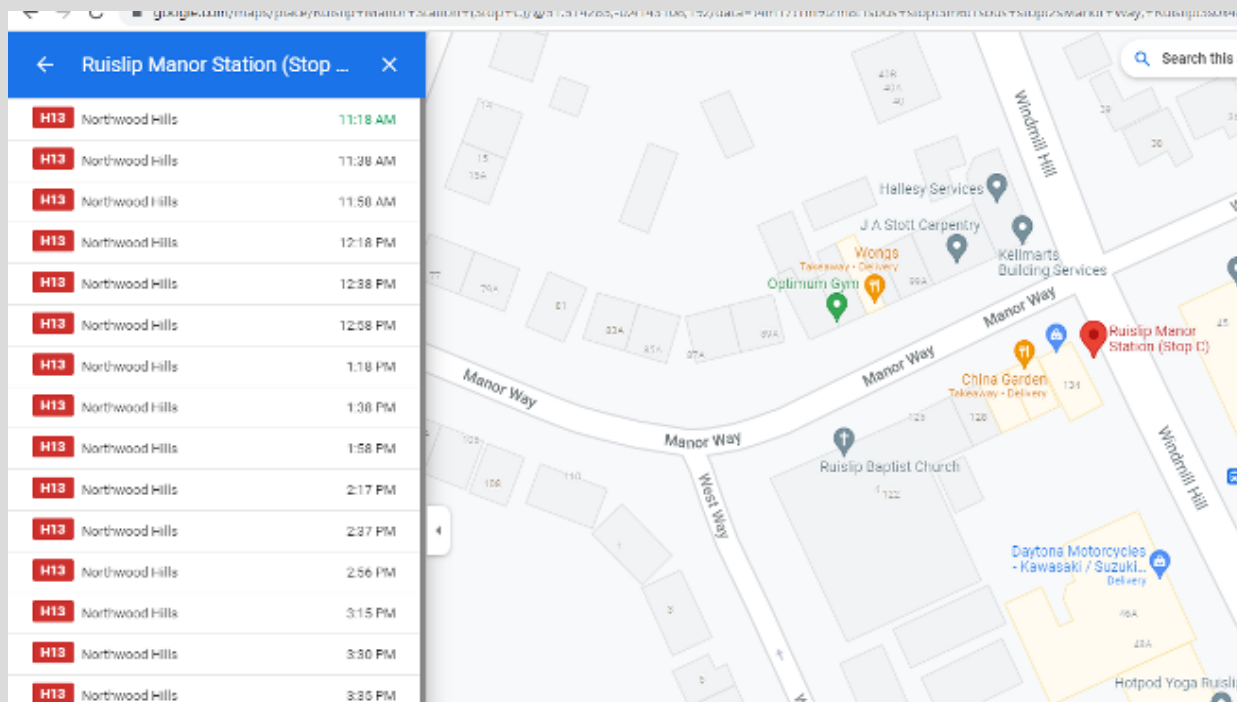 Ruislip Manor Station (Stop ...
H13 Northwood Hills 11:18 AM
H13 Northwood Hills 11:38 AM
H13 Northwood Hills 11:58 AM
H13 Northwood Hills 12:18 PM
H13 Northwood Hills 12:38 PM
H13 Northwood Hills 12:58 PM
H13 Northwood Hills 1:18 PM
H13 Northwood Hills 1:38 PM
H13 Northwood Hills 1:58 PM
H13 Northwood Hills 2:17 PM
H13 Northwood Hills 2:37 PM
H13 Northwood Hills 2:56 PM
H13 Northwood Hills 3:15 PM
H13 Northwood Hills 3:30 PM
H13 Northwood Hills 3:35 PM
Search this
Windmill Hill
Hallesy Services
J A Stott Carpentry
Kellmarts
Building Services
Wongs
Takeaway • Delivery
Optimum Gym
Manor Way
Ruislip Manor
Station (Stop C)
Manor Way
China Garden
Takeaway • Delivery
Manor Way
Manor Way
Ruislip Baptist Church
West Way
Windmill Hill
Daytona Motorcycles
- Kawasaki / Suzuki...
Delivery
Hotpod Yoga Ruisli